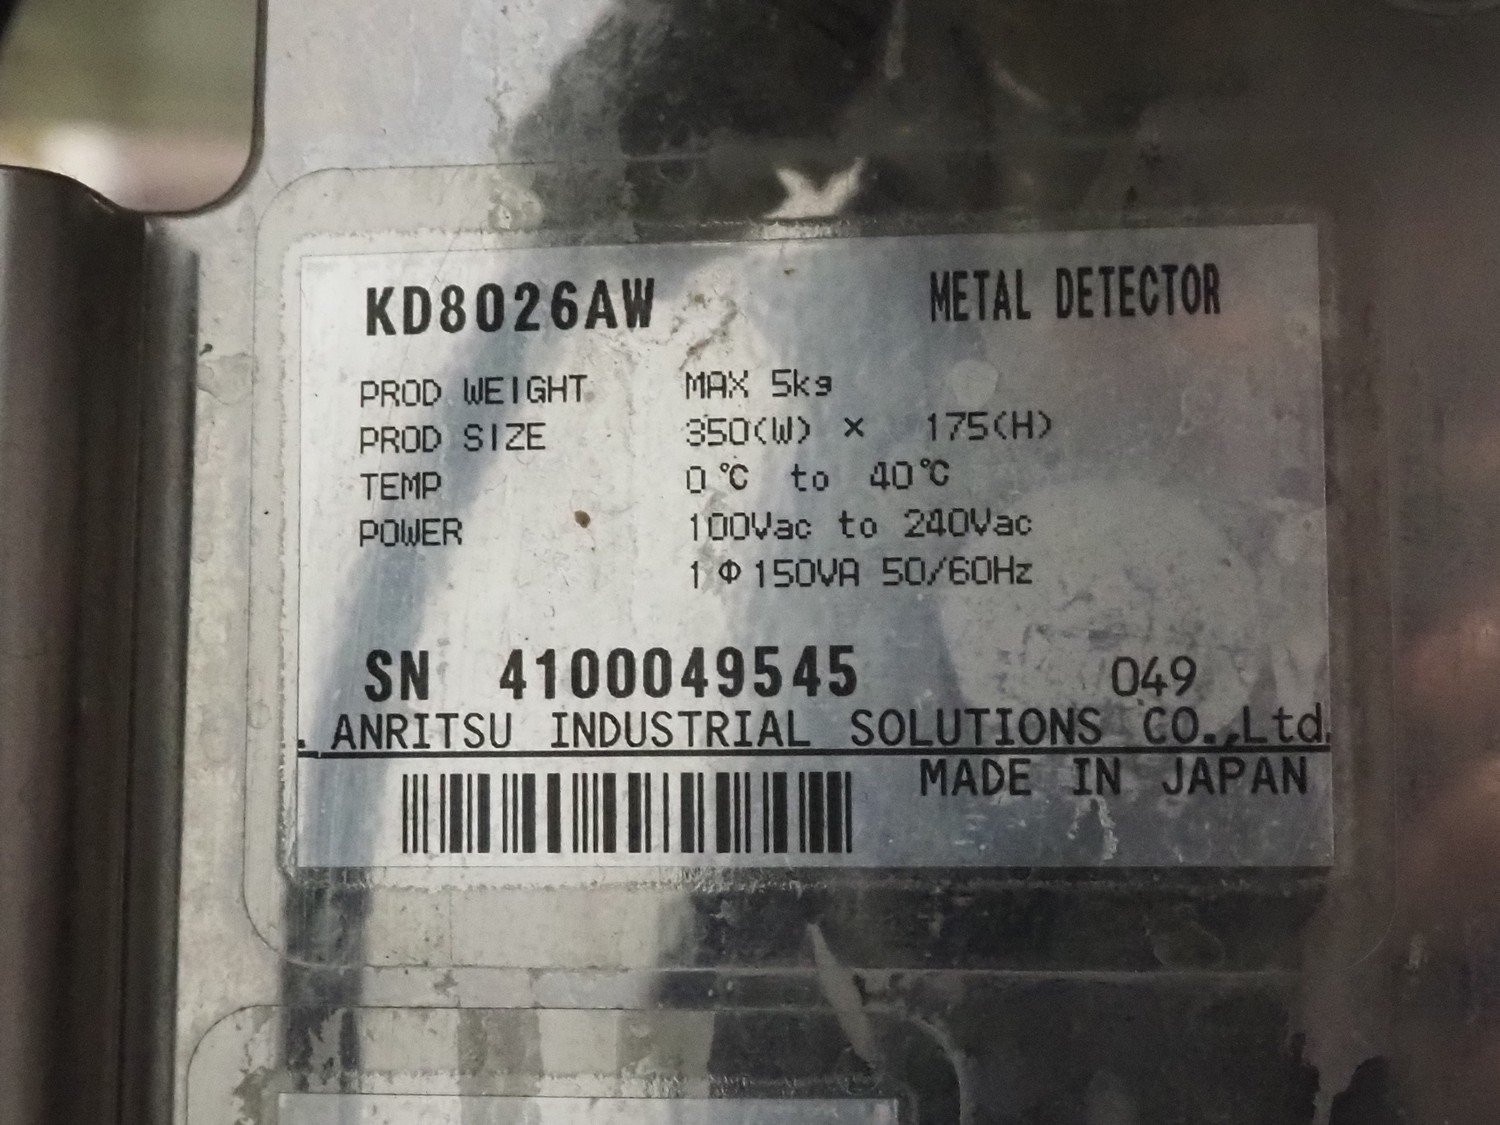 KD8026AW METAL DETECTOR
PROD WEIGHT MAX 5kg
PROD SIZE 350(W) × 175(H)
TEMP 0℃ to 40℃
POWER 100Vac to 240Vac
1Φ150VA 50/60Hz
SN 4100049545 049
ANRITSU INDUSTRIAL SOLUTIONS CO.,Ltd.
MADE IN JAPAN